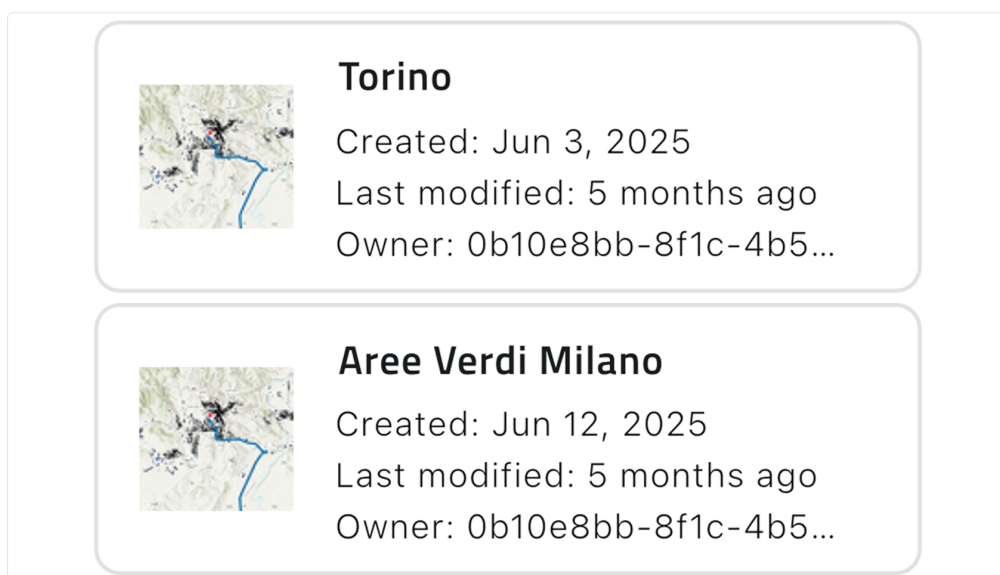 Torino
Created: Jun 3, 2025
Last modified: 5 months ago
Owner: 0b10e8bb-8f1c-4b5...
Aree Verdi Milano
Created: Jun 12, 2025
Last modified: 5 months ago
Owner: 0b10e8bb-8f1c-4b5...